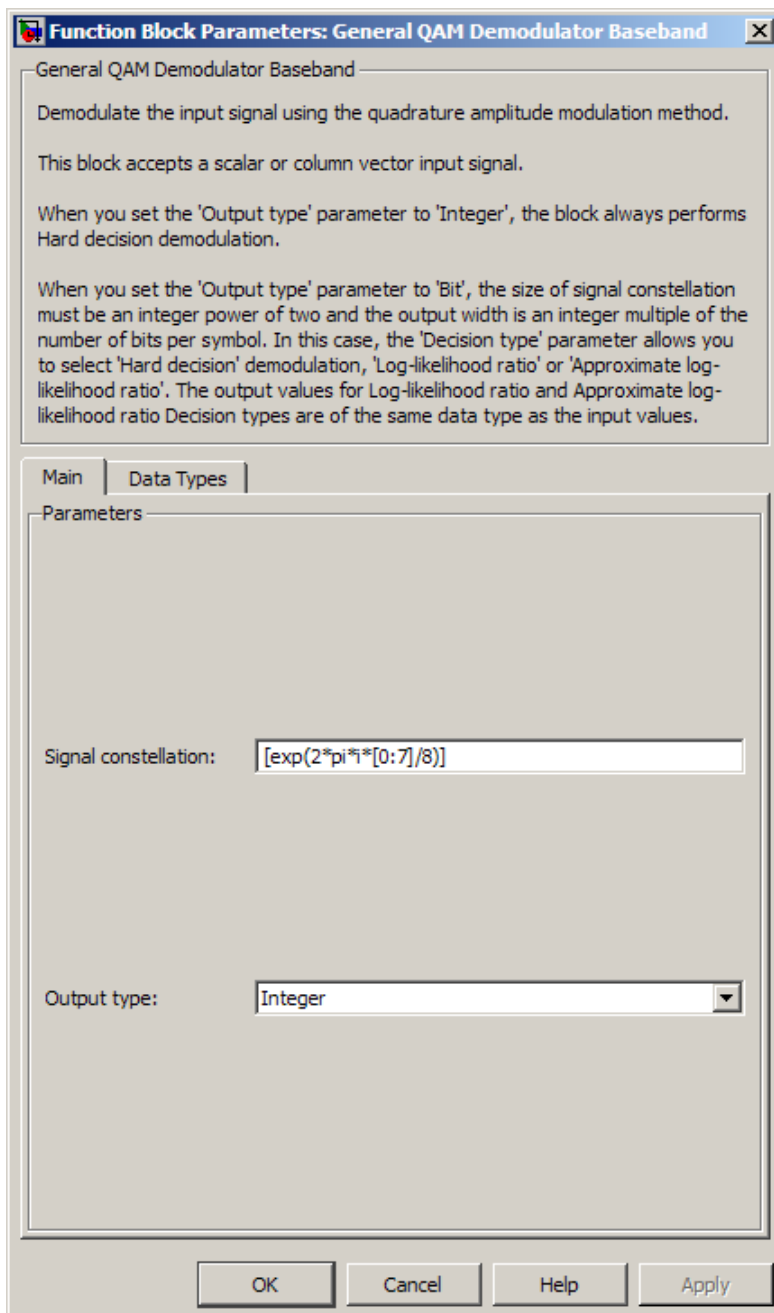 Function Block Parameters: General QAM Demodulator Baseband
General QAM Demodulator Baseband
Demodulate the input signal using the quadrature amplitude modulation method.
This block accepts a scalar or column vector input signal.
When you set the 'Output type' parameter to 'Integer', the block always performs
Hard decision demodulation.
When you set the 'Output type' parameter to 'Bit', the size of signal constellation
must be an integer power of two and the output width is an integer multiple of the
number of bits per symbol. In this case, the 'Decision type' parameter allows you
to select 'Hard decision' demodulation, 'Log-likelihood ratio' or 'Approximate log-
likelihood ratio'. The output values for Log-likelihood ratio and Approximate log-
likelihood ratio Decision types are of the same data type as the input values.
Main Data Types
Parameters
Signal constellation: [exp(2*pi*i*[0:7]/8)]
Output type: Integer
OK Cancel Help Apply